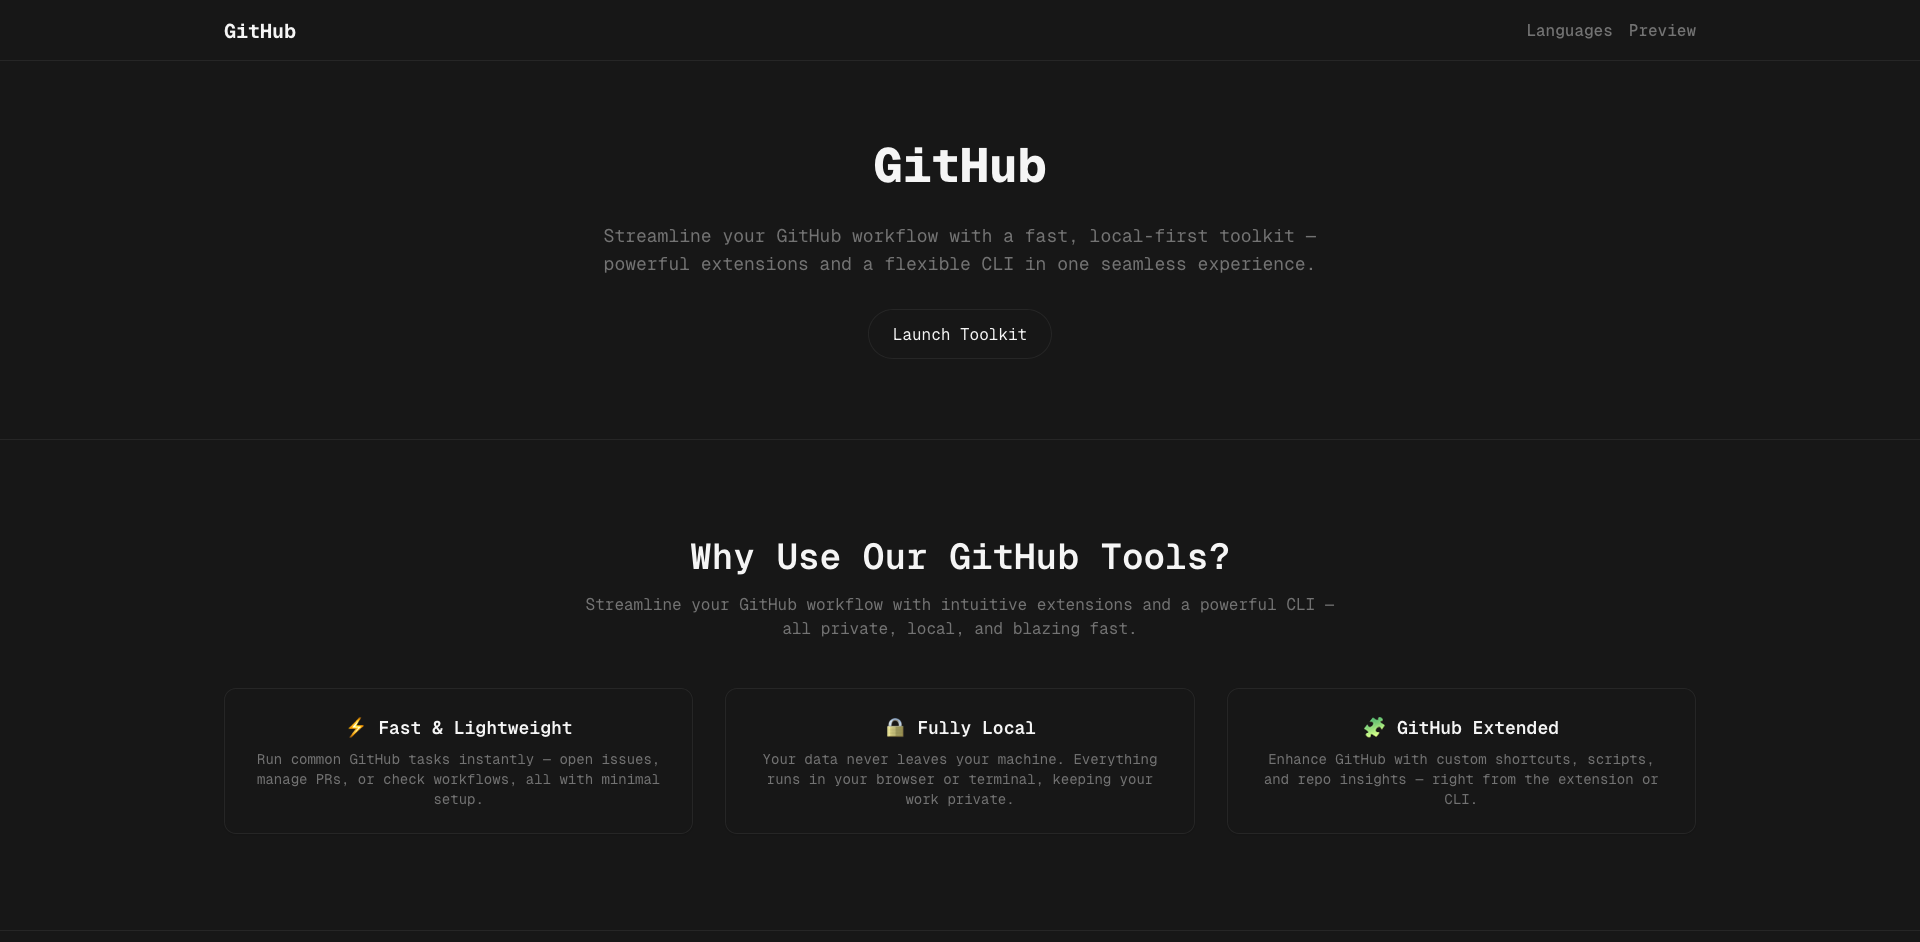 GitHub
Languages Preview
GitHub
Streamline your GitHub workflow with a fast, local-first toolkit —
powerful extensions and a flexible CLI in one seamless experience.
Launch Toolkit
Why Use Our GitHub Tools?
Streamline your GitHub workflow with intuitive extensions and a powerful CLI —
all private, local, and blazing fast.
⚡ Fast & Lightweight
Run common GitHub tasks instantly — open issues,
manage PRs, or check workflows, all with minimal
setup.
🔒 Fully Local
Your data never leaves your machine. Everything
runs in your browser or terminal, keeping your
work private.
🧩 GitHub Extended
Enhance GitHub with custom shortcuts, scripts,
and repo insights — right from the extension or
CLI.